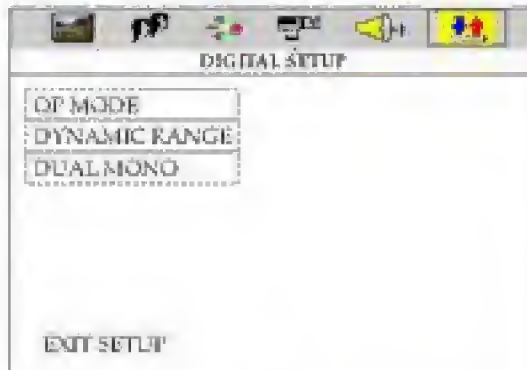 DIGITAL SETUP
OP MODE
DYNAMIC RANGE
DUAL MONO
EXIT SETUP